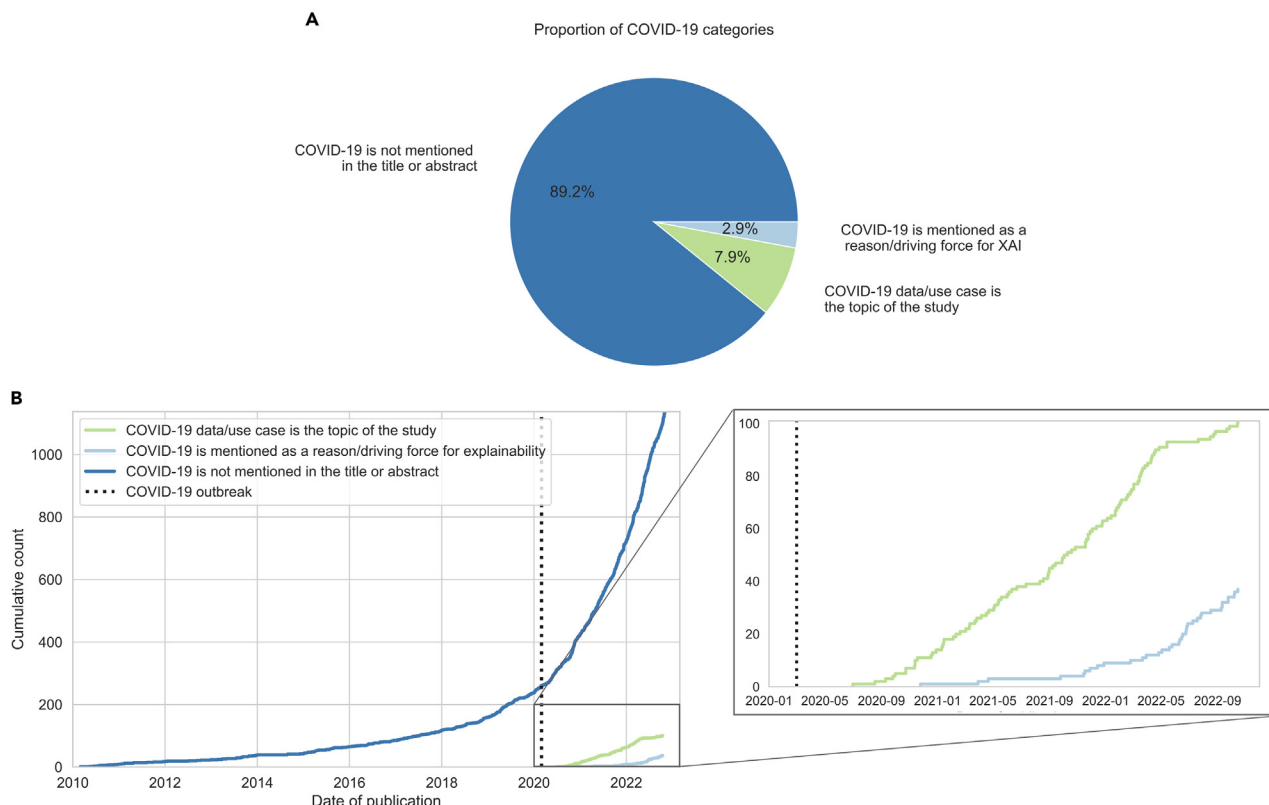 A
Proportion of COVID-19 categories
COVID-19 is not mentioned
in the title or abstract
89.2%
2.9%
7.9%
COVID-19 is mentioned as a
reason/driving force for XAI
COVID-19 data/use case is
the topic of the study
B
COVID-19 data/use case is the topic of the study
COVID-19 is mentioned as a reason/driving force for explainability
COVID-19 is not mentioned in the title or abstract
COVID-19 outbreak
Cumulative count
1000
800
600
400
200
0
2010 2012 2014 2016 2018 2020 2022
Date of publication
100
80
60
40
20
0
2020-01 2020-05 2020-09 2021-01 2021-05 2021-09 2022-01 2022-05 2022-09